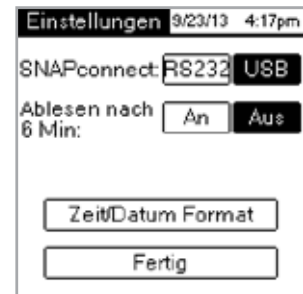 Einstellungen 9/23/13 4:17pm
SNAPconnect: RS232 USB
Ablesen nach
6 Min: An Aus
Zeit/Datum Format
Fertig